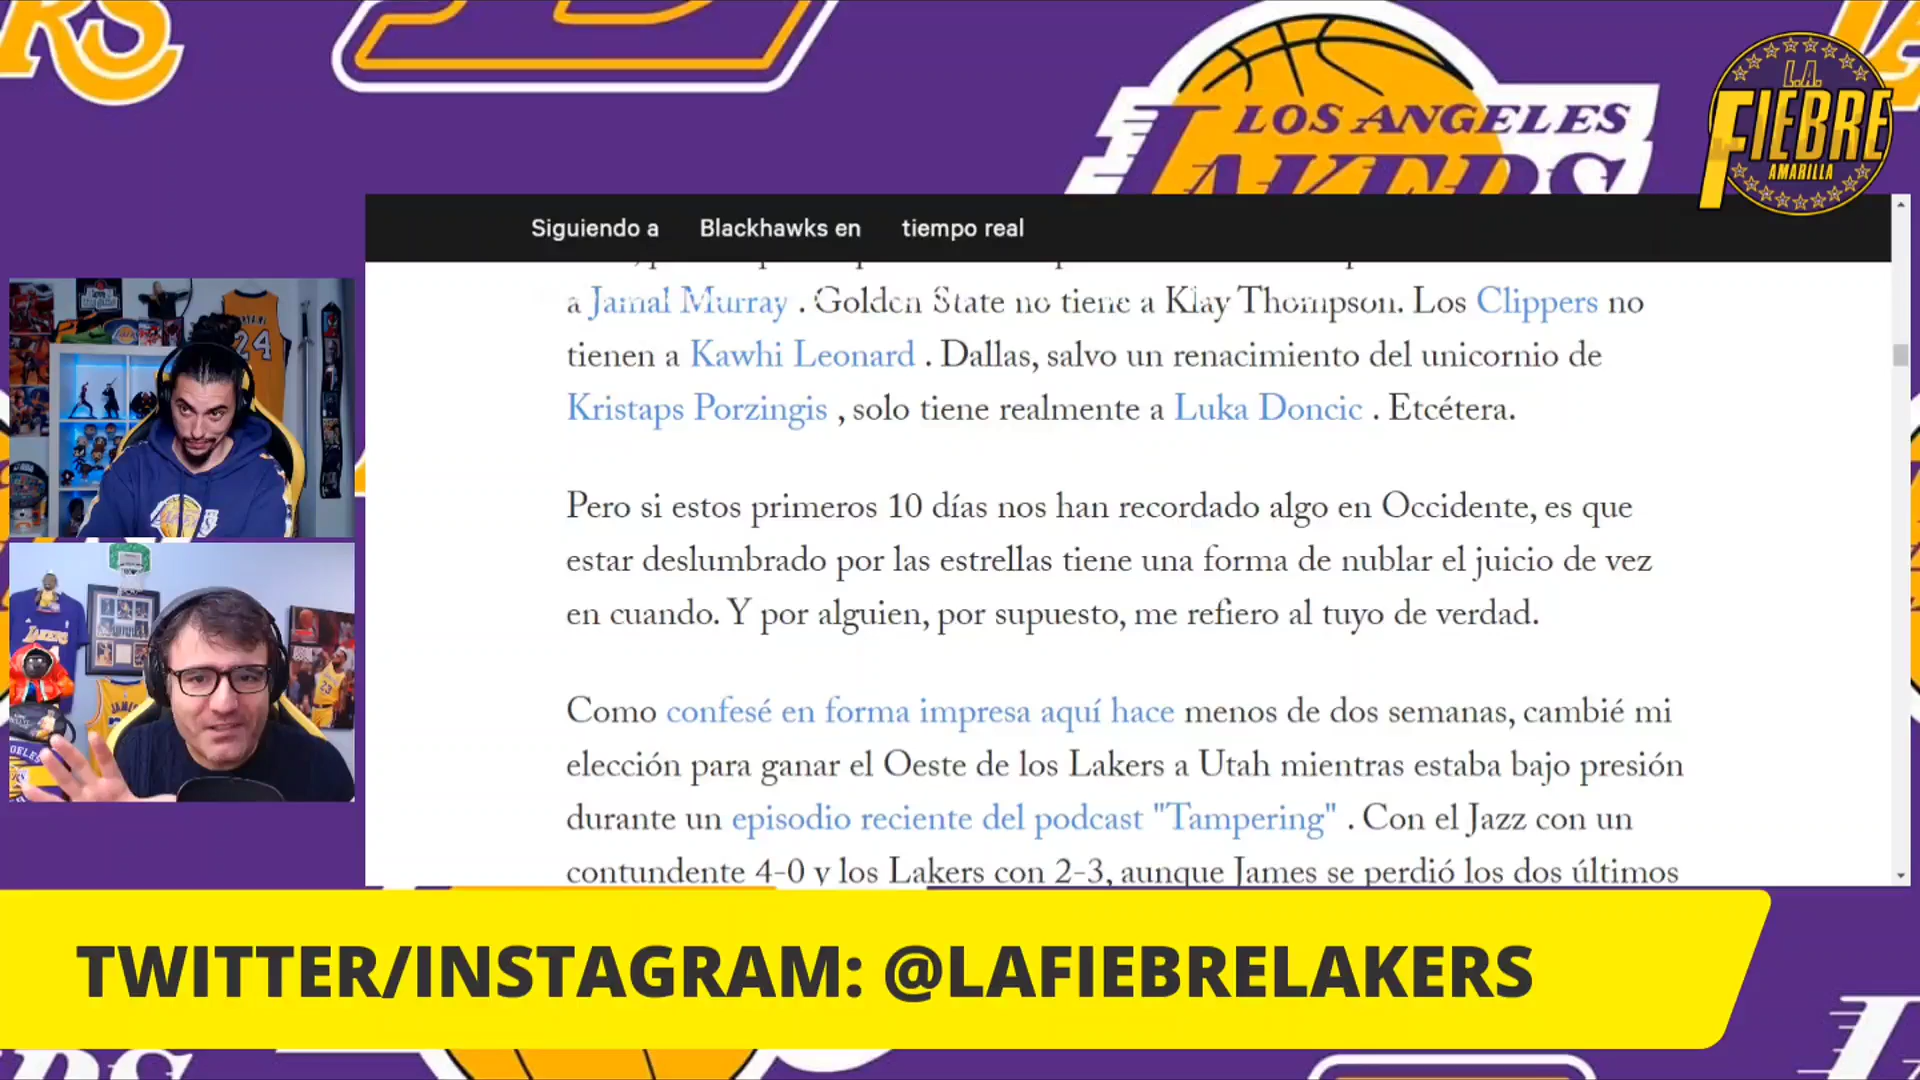 RS
LOS ANGELES
LAKERS
L.A.
FIEBRE
AMARILLA
Siguiendo a Blackhawks en tiempo real
a Jamal Murray . Golden State no tiene a Klay Thompson. Los Clippers no
tienen a Kawhi Leonard . Dallas, salvo un renacimiento del unicornio de
Kristaps Porzingis , solo tiene realmente a Luka Doncic . Etcétera.
Pero si estos primeros 10 días nos han recordado algo en Occidente, es que
estar deslumbrado por las estrellas tiene una forma de nublar el juicio de vez
en cuando. Y por alguien, por supuesto, me refiero al tuyo de verdad.
Como confesé en forma impresa aquí hace menos de dos semanas, cambié mi
elección para ganar el Oeste de los Lakers a Utah mientras estaba bajo presión
durante un episodio reciente del podcast "Tampering" . Con el Jazz con un
contundente 4-0 y los Lakers con 2-3, aunque James se perdió los dos últimos
24
LAKERS
JAMES
23
TWITTER/INSTAGRAM: @LAFIEBRELAKERS